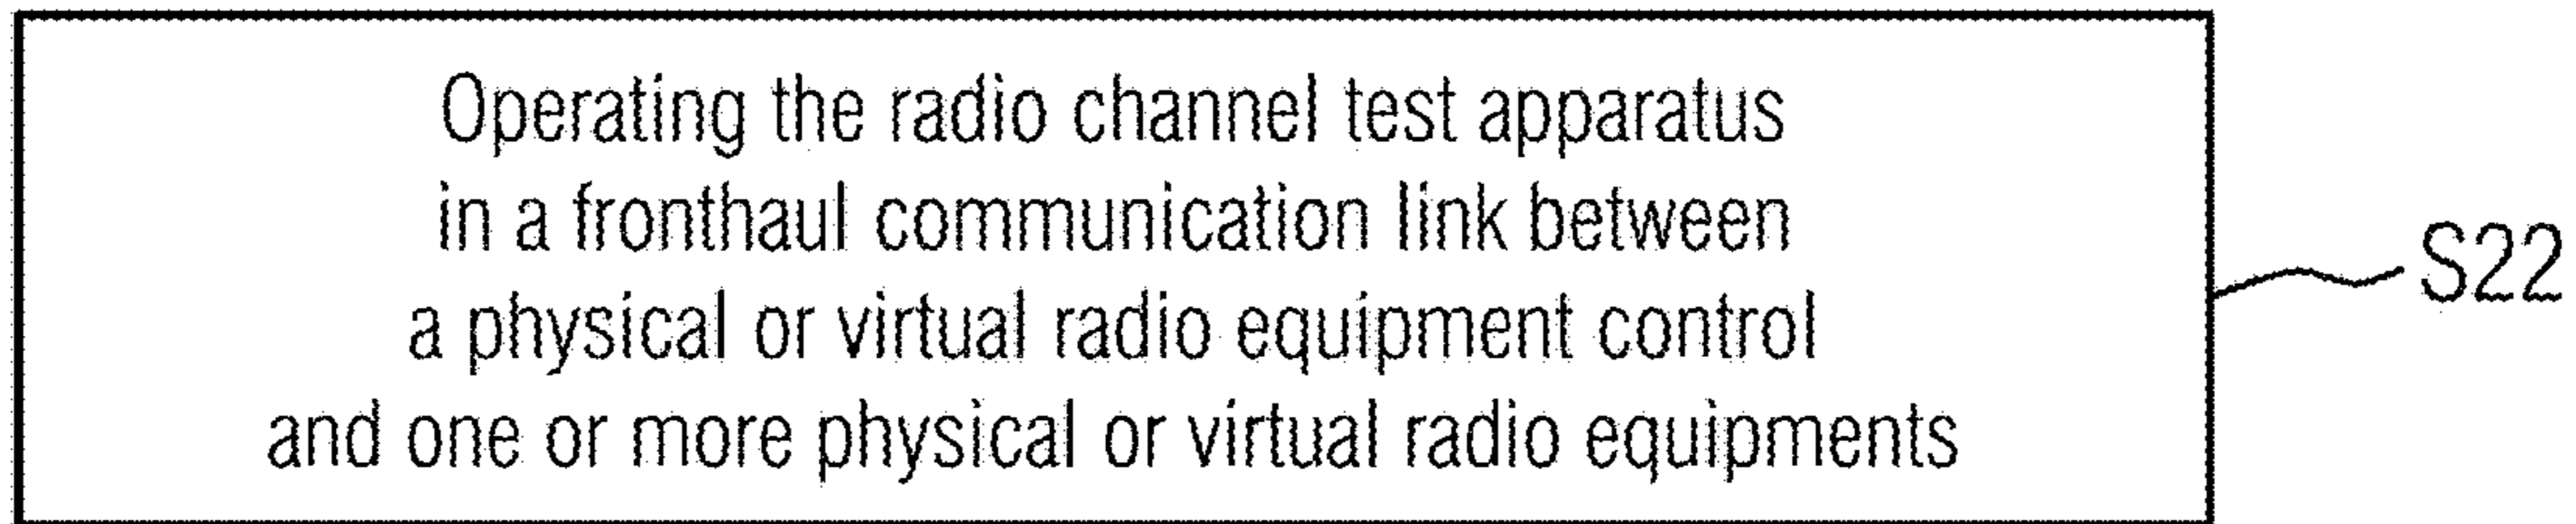 Operating the radio channel test apparatus
in a fronthaul communication link between
a physical or virtual radio equipment control
and one or more physical or virtual radio equipments
S22